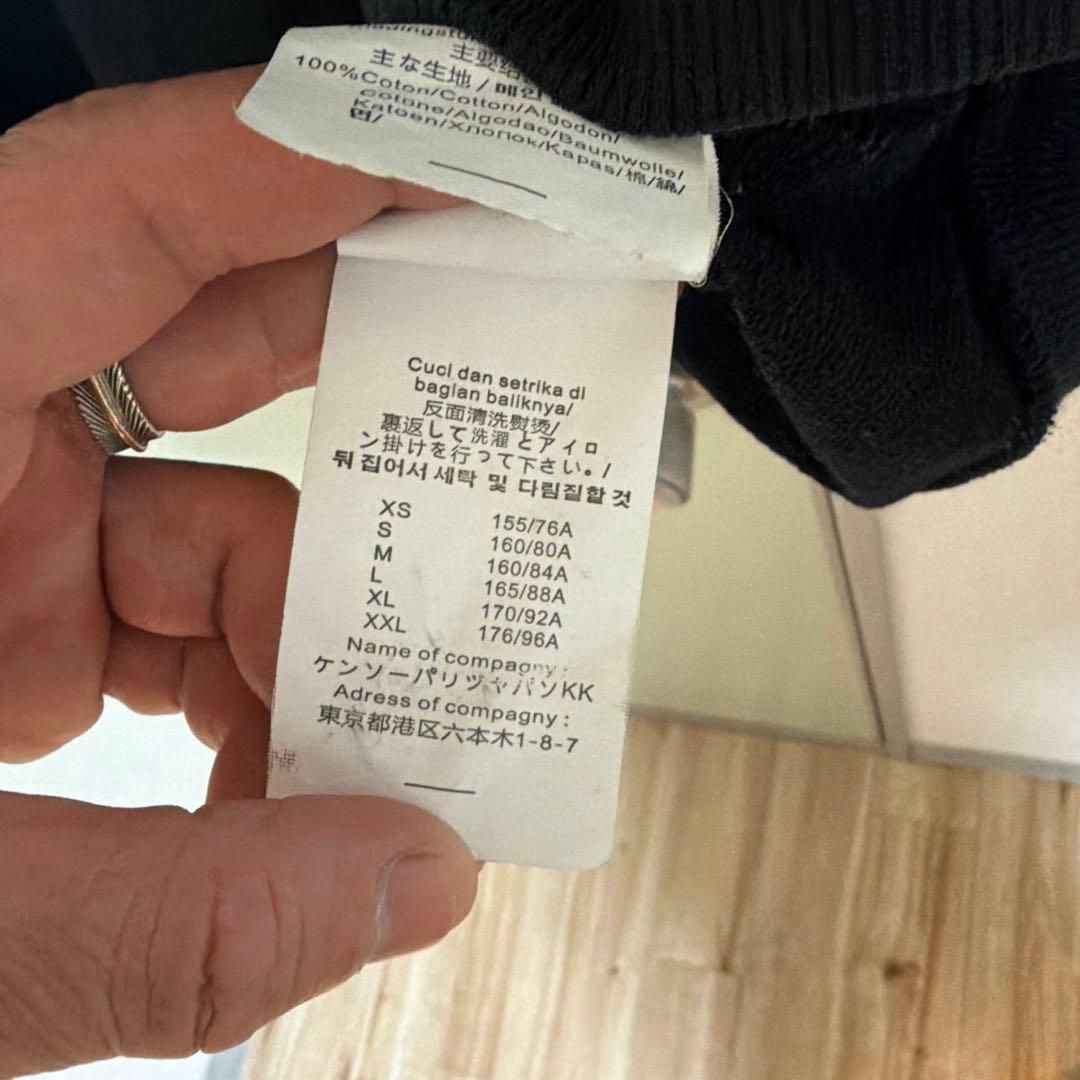 主な生地 / 메인
100%Coton/Cotton/Algodon/
cotone/Algodao/Baumwolle/
Katoen/Хлопок/Kapas/棉/綿/
면/
Cuci dan setrika di
bagian baliknya/
反面清洗熨烫/
裏返して洗濯とアイロ
ン掛けを行って下さい。/
뒤 집어서 세탁 및 다림질할 것
XS 155/76A
S 160/80A
M 160/84A
L 165/88A
XL 170/92A
XXL 176/96A
Name of compagny :
ケンゾーパリヅャパンKK
Adress of compagny :
東京都港区六本木1-8-7